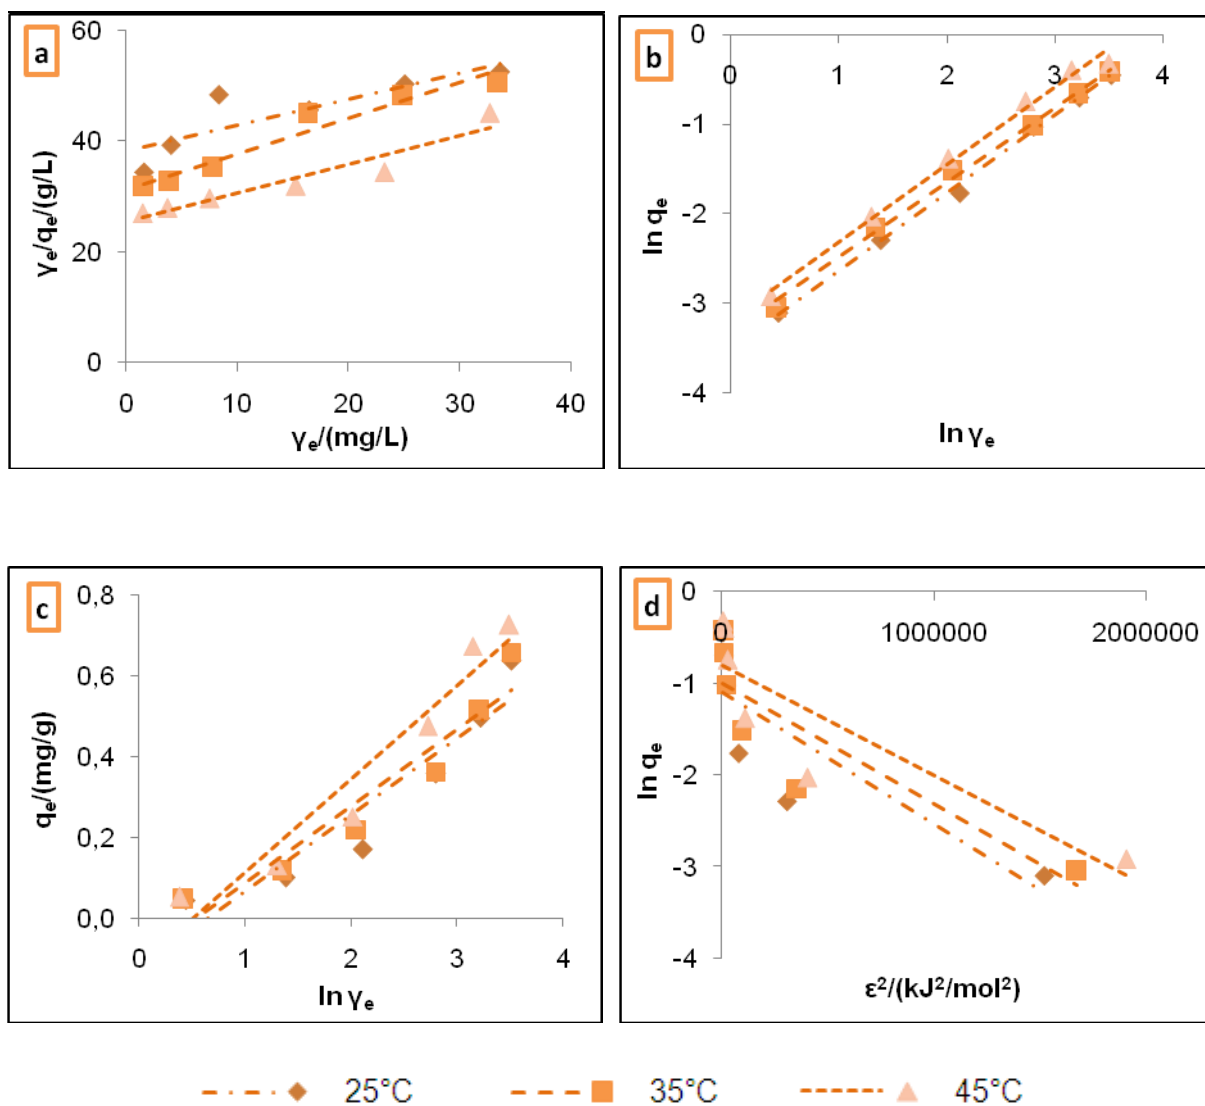 a
60
40
20
0
γe/qe/(g/L)
0 10 20 30 40
γe/(mg/L)
b
0
-1
-2
-3
-4
ln qe
0 1 2 3 4
ln γe
c
0,8
0,6
0,4
0,2
0,0
qe/(mg/g)
0 1 2 3 4
ln γe
d
0
-1
-2
-3
-4
ln qe
0 1000000 2000000
ε²/(kJ²/mol²)
25°C 35°C 45°C